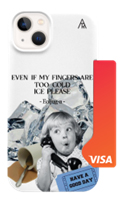 EVEN IF MY FINGERS ARE
TOO COLD
ICE PLEASE
VISA
HAVE A
GOOD DAY